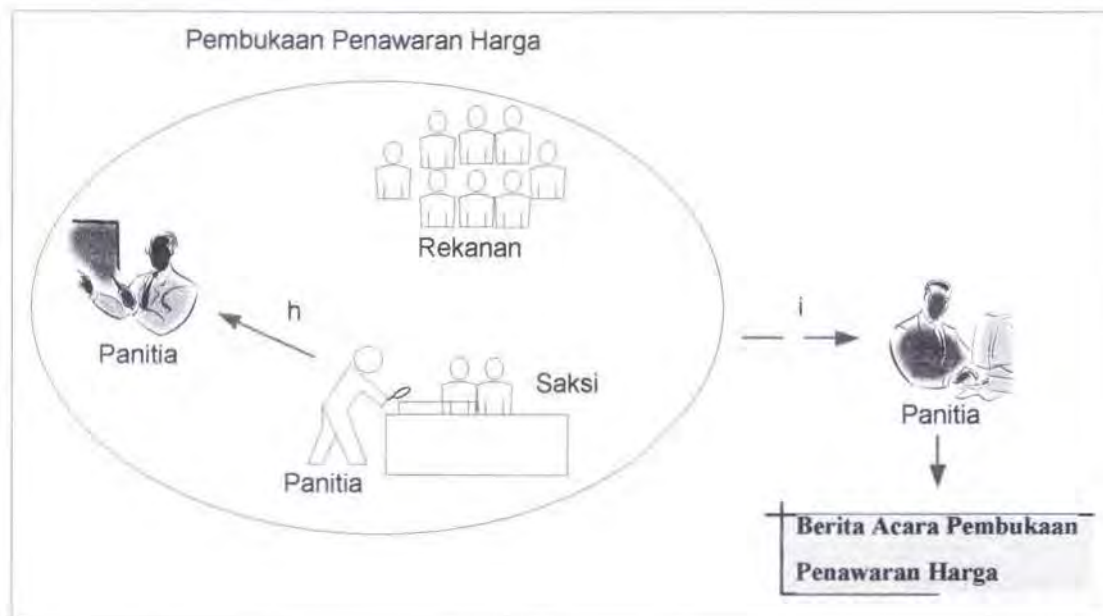 Pembukaan Penawaran Harga
Rekanan
Panitia
h
Saksi
Panitia
i
Panitia
Berita Acara Pembukaan
Penawaran Harga